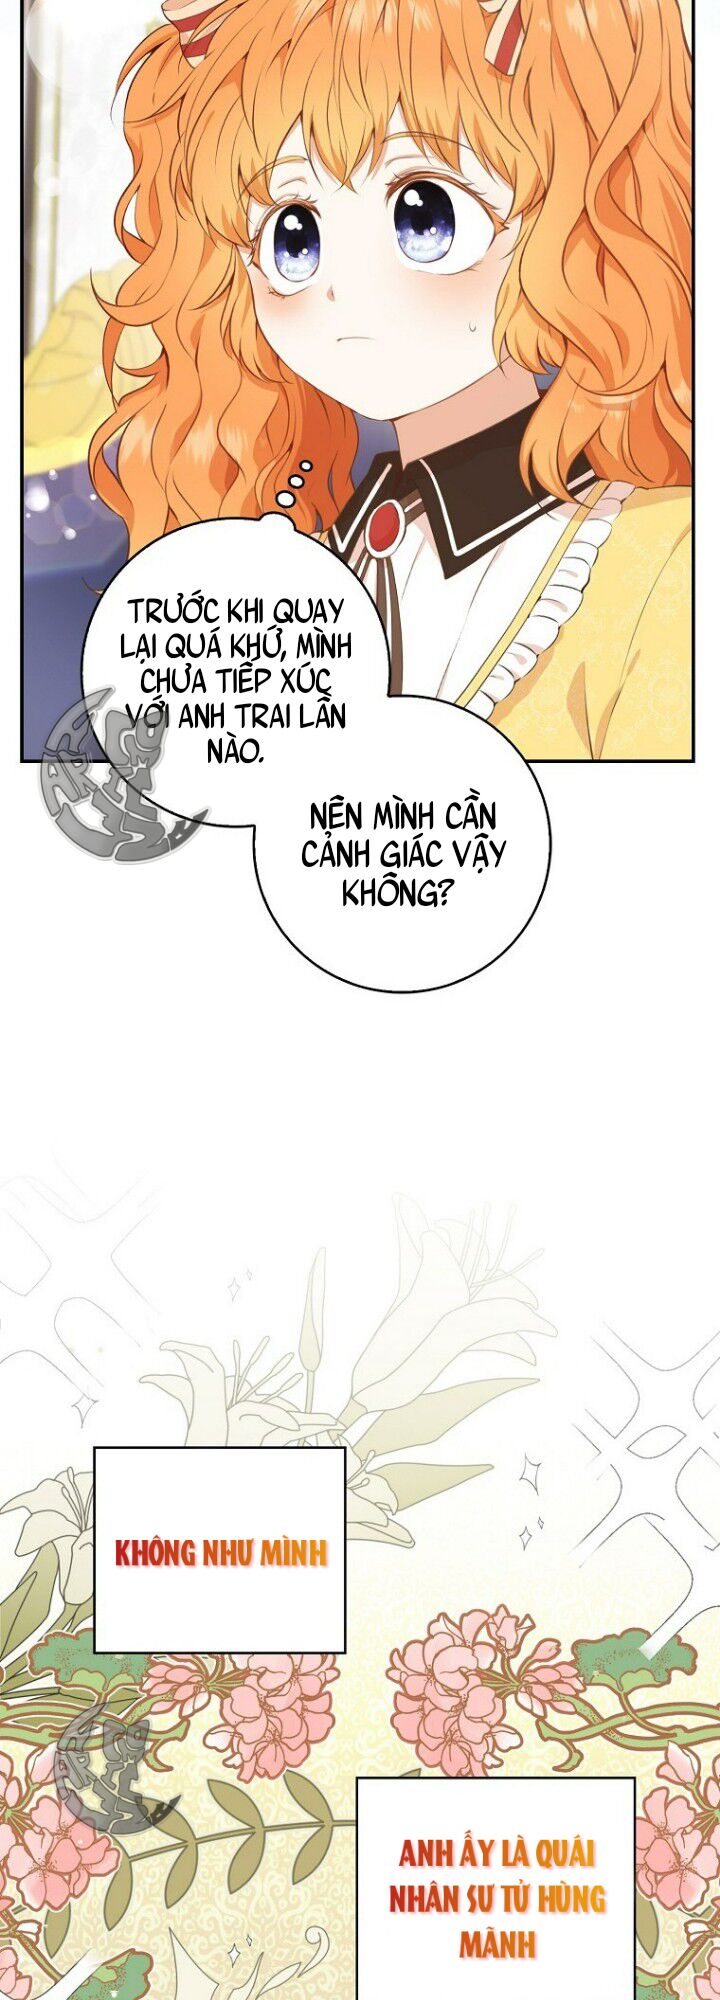 TRƯỚC KHI QUAY
LẠI QUÁ KHỨ, MÌNH
CHƯA TIẾP XÚC
VỚI ANH TRAI LẦN
NÀO.
NÊN MÌNH CẦN
CẢNH GIÁC VẬY
KHÔNG?
KHÔNG NHƯ MÌNH
ANH ẤY LÀ QUÁI
NHÂN SƯ TỬ HÙNG
MÃNH